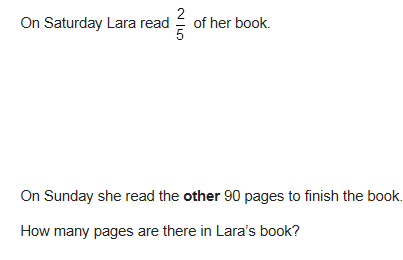 On Saturday Lara read 2/5 of her book.
On Sunday she read the other 90 pages to finish the book.
How many pages are there in Lara's book?